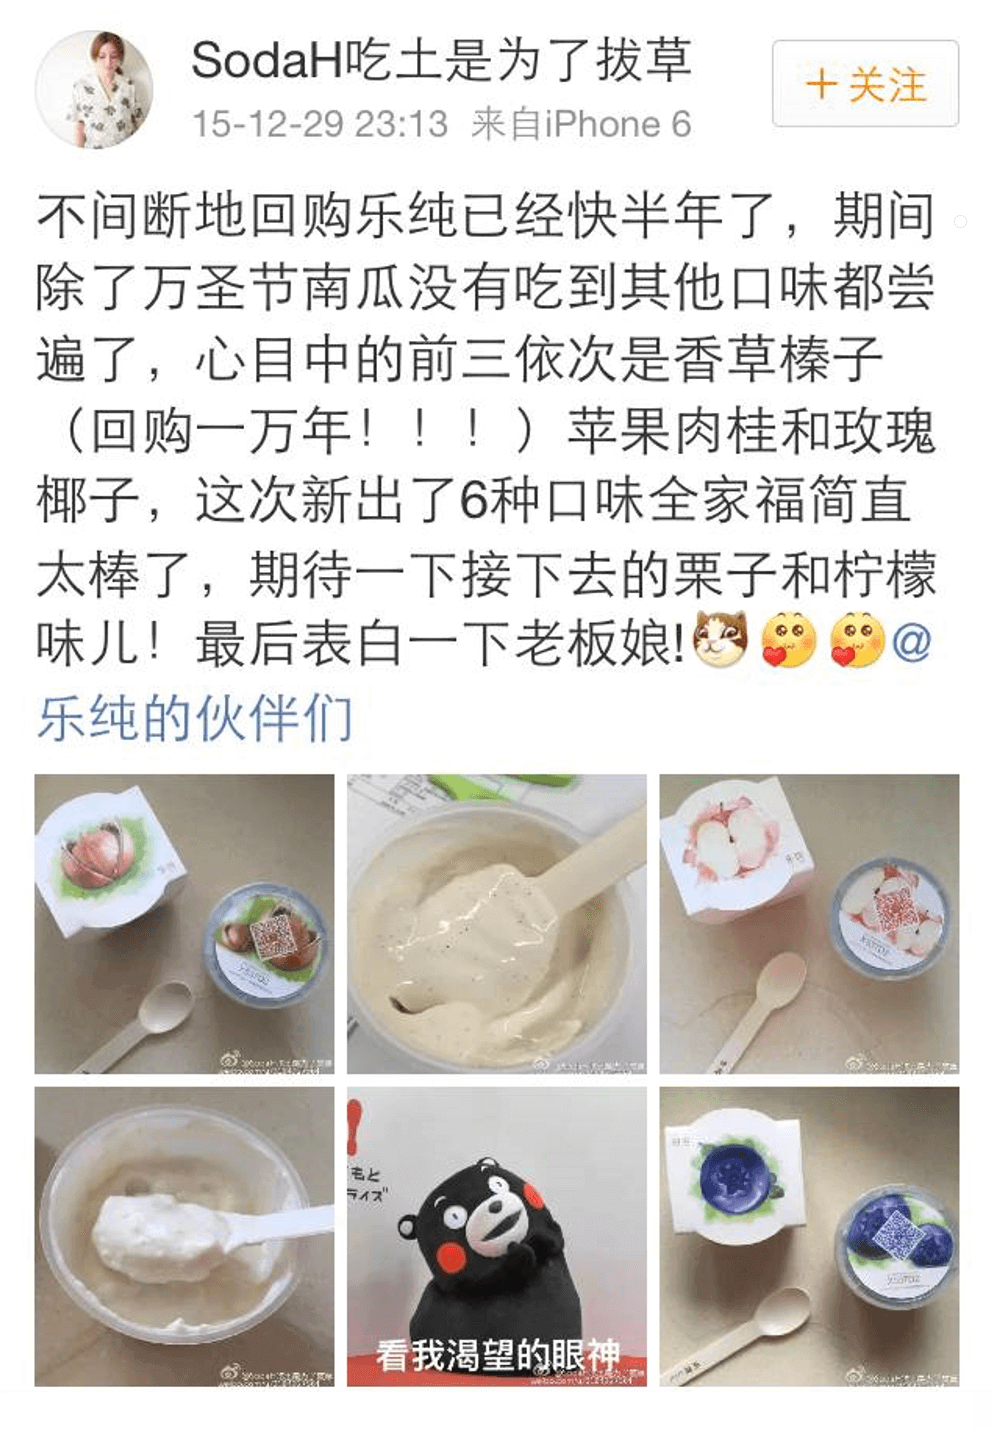 SodaH吃土是为了拔草
15-12-29 23:13 来自iPhone 6
+关注
不间断地回购乐纯已经快半年了，期间
除了万圣节南瓜没有吃到其他口味都尝
遍了，心目中的前三依次是香草榛子
（回购一万年！！！）苹果肉桂和玫瑰
椰子，这次新出了6种口味全家福简直
太棒了，期待一下接下去的栗子和柠檬
味儿！最后表白一下老板娘!@
乐纯的伙伴们
もと
ライズ
看我渴望的眼神